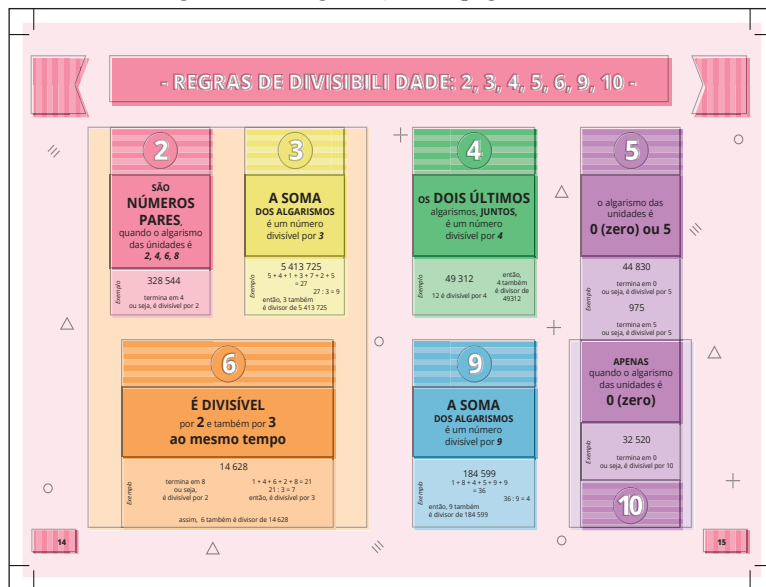 - REGRAS DE DIVISIBILI DADE: 2, 3, 4, 5, 6, 9, 10 -
2
SÃO
NÚMEROS
PARES,
quando o algarismo
das únidades é
2, 4, 6, 8
Exemplo
328 544
termina em 4
ou seja, é divisível por 2
3
A SOMA
DOS ALGARISMOS
é um número
divisível por 3
Exemplo
5 413 725
5 + 4 + 1 + 3 + 7 + 2 + 5
= 27
27 : 3 = 9
então, 3 também
é divisor de 5 413 725
4
os DOIS ÚLTIMOS
algarismos, JUNTOS,
é um número
divisível por 4
Exemplo
49 312
12 é divisível por 4
então,
4 também
é divisor de
49312
5
o algarismo das
unidades é
0 (zero) ou 5
Exemplo
44 830
termina em 0
ou seja, é divisível por 5
975
termina em 5
ou seja, é divisível por 5
6
É DIVISÍVEL
por 2 e também por 3
ao mesmo tempo
Exemplo
14 628
termina em 8
ou seja,
é divisível por 2
1 + 4 + 6 + 2 + 8 = 21
21 : 3 = 7
então, é divisível por 3
assim, 6 também é divisor de 14 628
9
A SOMA
DOS ALGARISMOS
é um número
divisível por 9
Exemplo
184 599
1 + 8 + 4 + 5 + 9 + 9
= 36
36 : 9 = 4
então, 9 também
é divisor de 184 599
APENAS
quando o algarismo
das unidades é
0 (zero)
Exemplo
32 520
termina em 0
ou seja, é divisível por 10
10
14
15